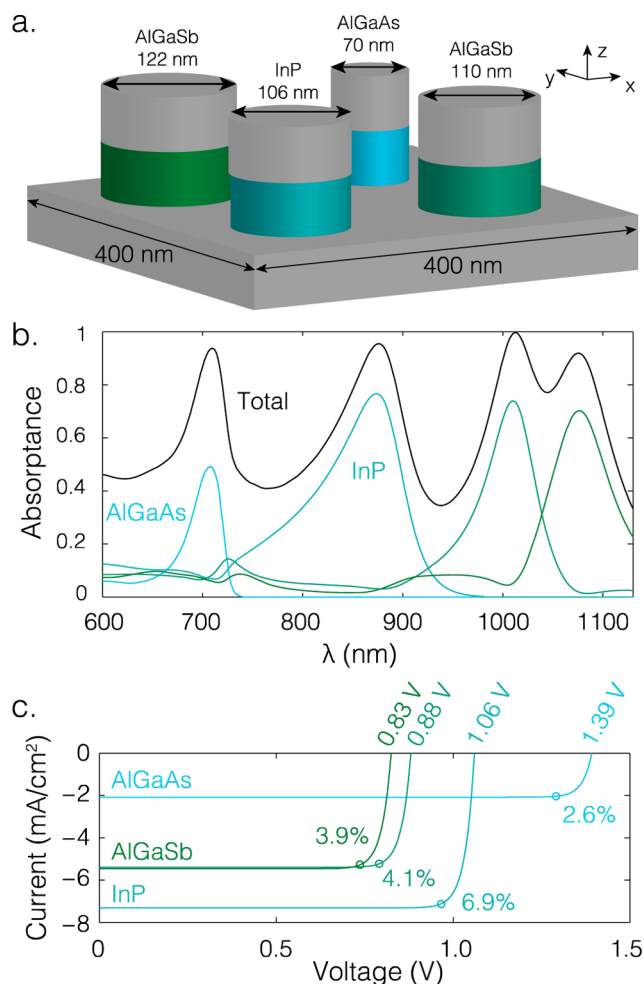 a.
AlGaSb
122 nm
InP
106 nm
AlGaAs
70 nm
AlGaSb
110 nm
z
y
x
400 nm
400 nm
b.
Absorptance
1
0.8
0.6
0.4
0.2
0
Total
AlGaAs
InP
600 700 800 900 1000 1100
λ (nm)
c.
0.83 V
0.88 V
1.06 V
1.39 V
Current (mA/cm²)
0
−2
−4
−6
−8
AlGaAs
AlGaSb
InP
3.9%
4.1%
6.9%
2.6%
0 0.5 1.0 1.5
Voltage (V)